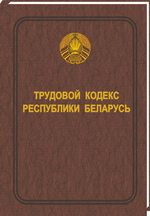 ТРУДОВОЙ КОДЕКС
РЕСПУБЛИКИ БЕЛАРУСЬ